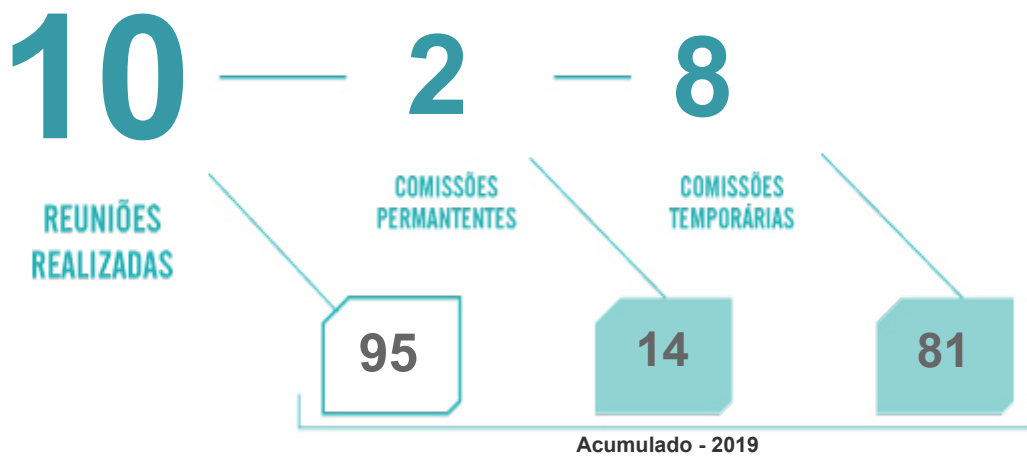 10
2
8
REUNIÕES
REALIZADAS
COMISSÕES
PERMANTENTES
COMISSÕES
TEMPORÁRIAS
95
14
81
Acumulado - 2019